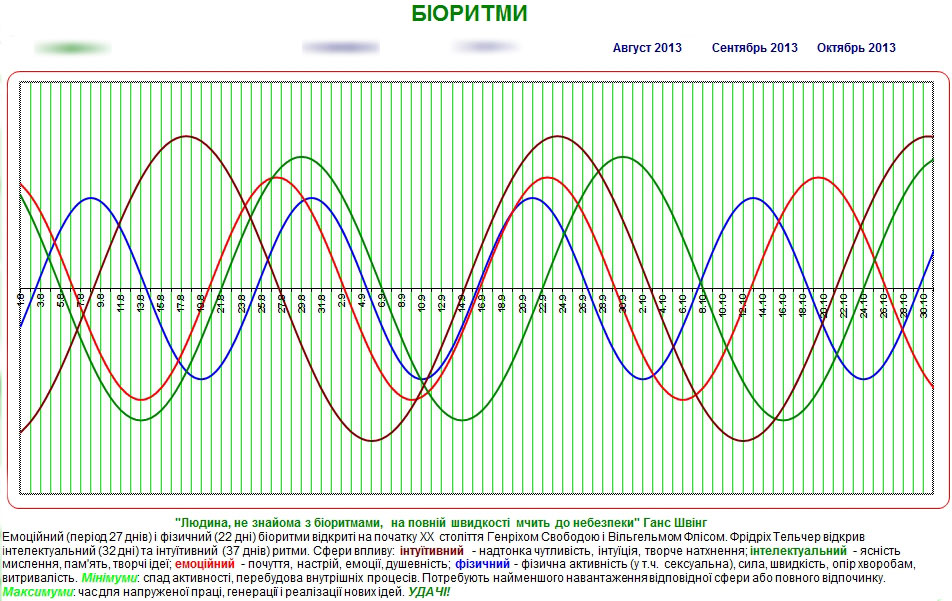 БІОРИТМИ
Август 2013 Сентябрь 2013 Октябрь 2013
1.8 3.8 5.8 7.8 9.8 11.8 13.8 15.8 17.8 19.8 21.8 23.8 25.8 27.8 29.8 31.8 2.9 4.9 6.9 8.9 10.9 12.9 14.9 16.9 18.9 20.9 22.9 24.9 26.9 28.9 30.9 2.10 4.10 6.10 8.10 10.10 12.10 14.10 16.10 18.10 20.10 22.10 24.10 26.10 28.10 30.10
"Людина, не знайома з біоритмами, на повній швидкості мчить до небезпеки" Ганс Швінг
Емоційний (період 27 днів) і фізичний (22 дні) біоритми відкриті на початку ХХ століття Генріхом Свободою і Вільгельмом Флісом. Фрідріх Тельчер відкрив
інтелектуальний (32 дні) та інтуїтивний (37 днів) ритми. Сфери впливу: інтуїтивний - надтонка чутливість, інтуїція, творче натхнення; інтелектуальний - ясність
мислення, пам'ять, творчі ідеї; емоційний - почуття, настрій, емоції, душевність; фізичний - фізична активність (у т.ч. сексуальна), сила, швидкість, опір хворобам,
витривалість. Мінімуми: спад активності, перебудова внутрішніх процесів. Потребують найменшого навантаження відповідної сфери або повного відпочинку.
Максимуми: час для напруженої праці, генерації і реалізації нових ідей. УДАЧІ!